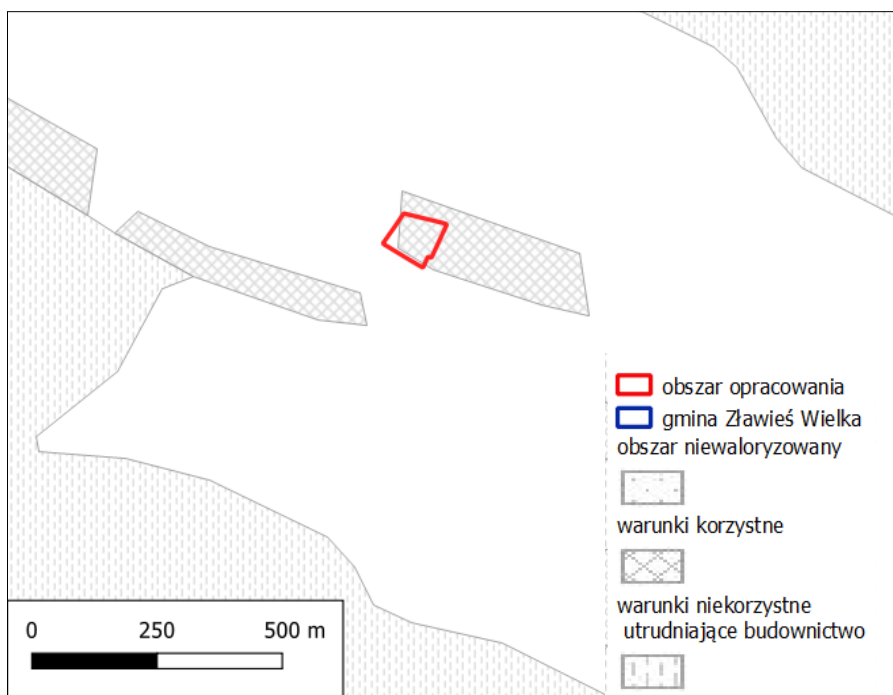 obszar opracowania
gmina Zławieś Wielka
obszar niewaloryzowany
warunki korzystne
warunki niekorzystne
utrudniające budownictwo
0 250 500 m